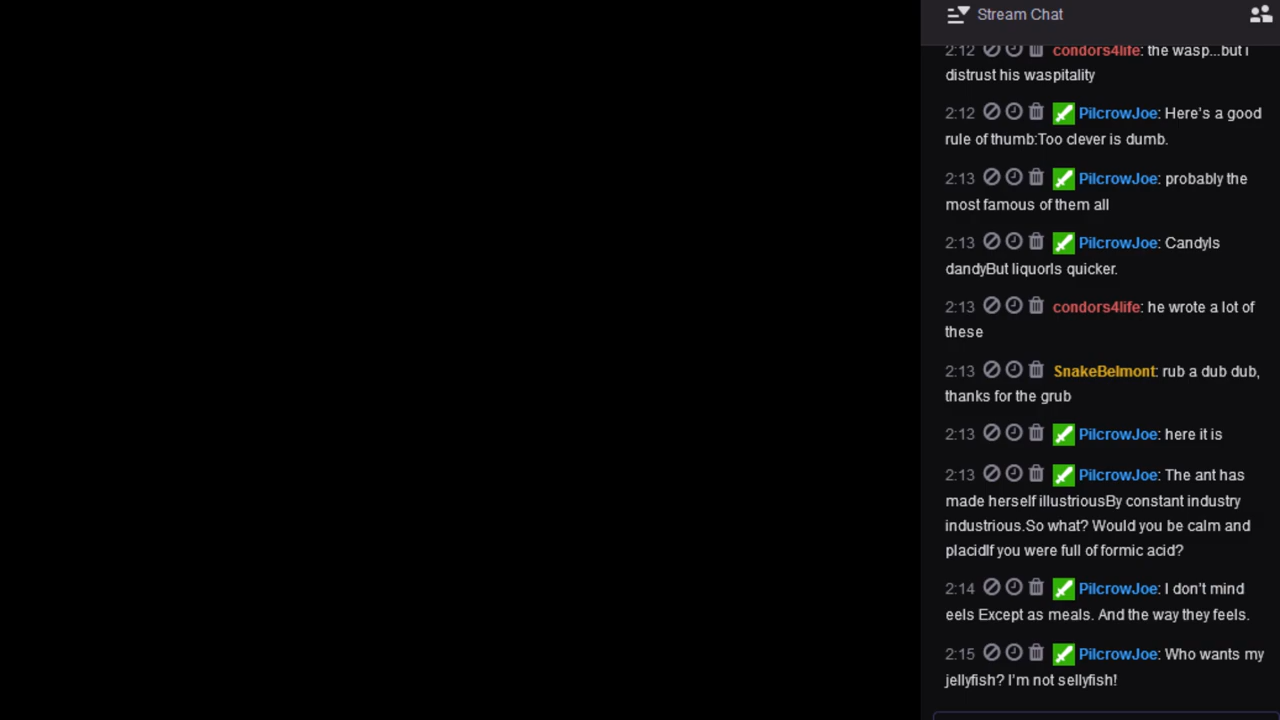 Stream Chat
2:12 condors4life: the wasp...but i
distrust his waspitality
2:12 PilcrowJoe: Here's a good
rule of thumb:Too clever is dumb.
2:13 PilcrowJoe: probably the
most famous of them all
2:13 PilcrowJoe: CandyIs
dandyBut liquorIs quicker.
2:13 condors4life: he wrote a lot of
these
2:13 SnakeBelmont: rub a dub dub,
thanks for the grub
2:13 PilcrowJoe: here it is
2:13 PilcrowJoe: The ant has
made herself illustriousBy constant industry
industrious.So what? Would you be calm and
placidIf you were full of formic acid?
2:14 PilcrowJoe: I don't mind
eels Except as meals. And the way they feels.
2:15 PilcrowJoe: Who wants my
jellyfish? I'm not sellyfish!